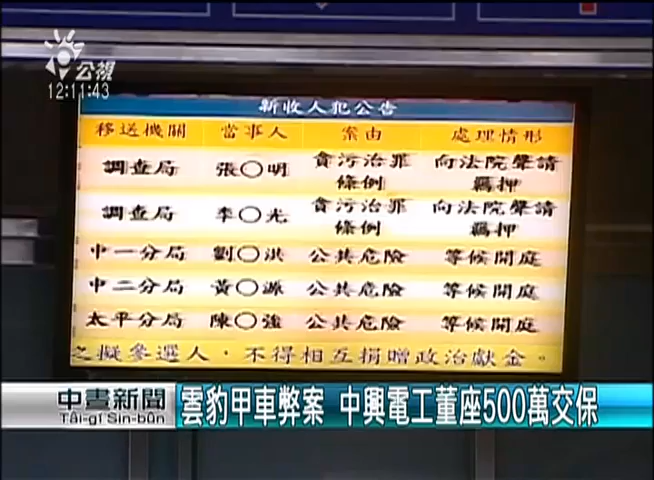 公視
12:11:43
新收人犯公告
移送機關 當事人 案由 處理情形
調查局 張〇明 貪污治罪條例 向法院聲請羈押
調查局 李〇光 貪污治罪條例 向法院聲請羈押
中一分局 劉〇洪 公共危險 等候開庭
中二分局 黃〇源 公共危險 等候開庭
太平分局 陳〇強 公共危險 等候開庭
之擬參選人，不得相互捐贈政治獻金。
中晝新聞
Tâi-gí Sin-bûn
雲豹甲車弊案 中興電工董座500萬交保